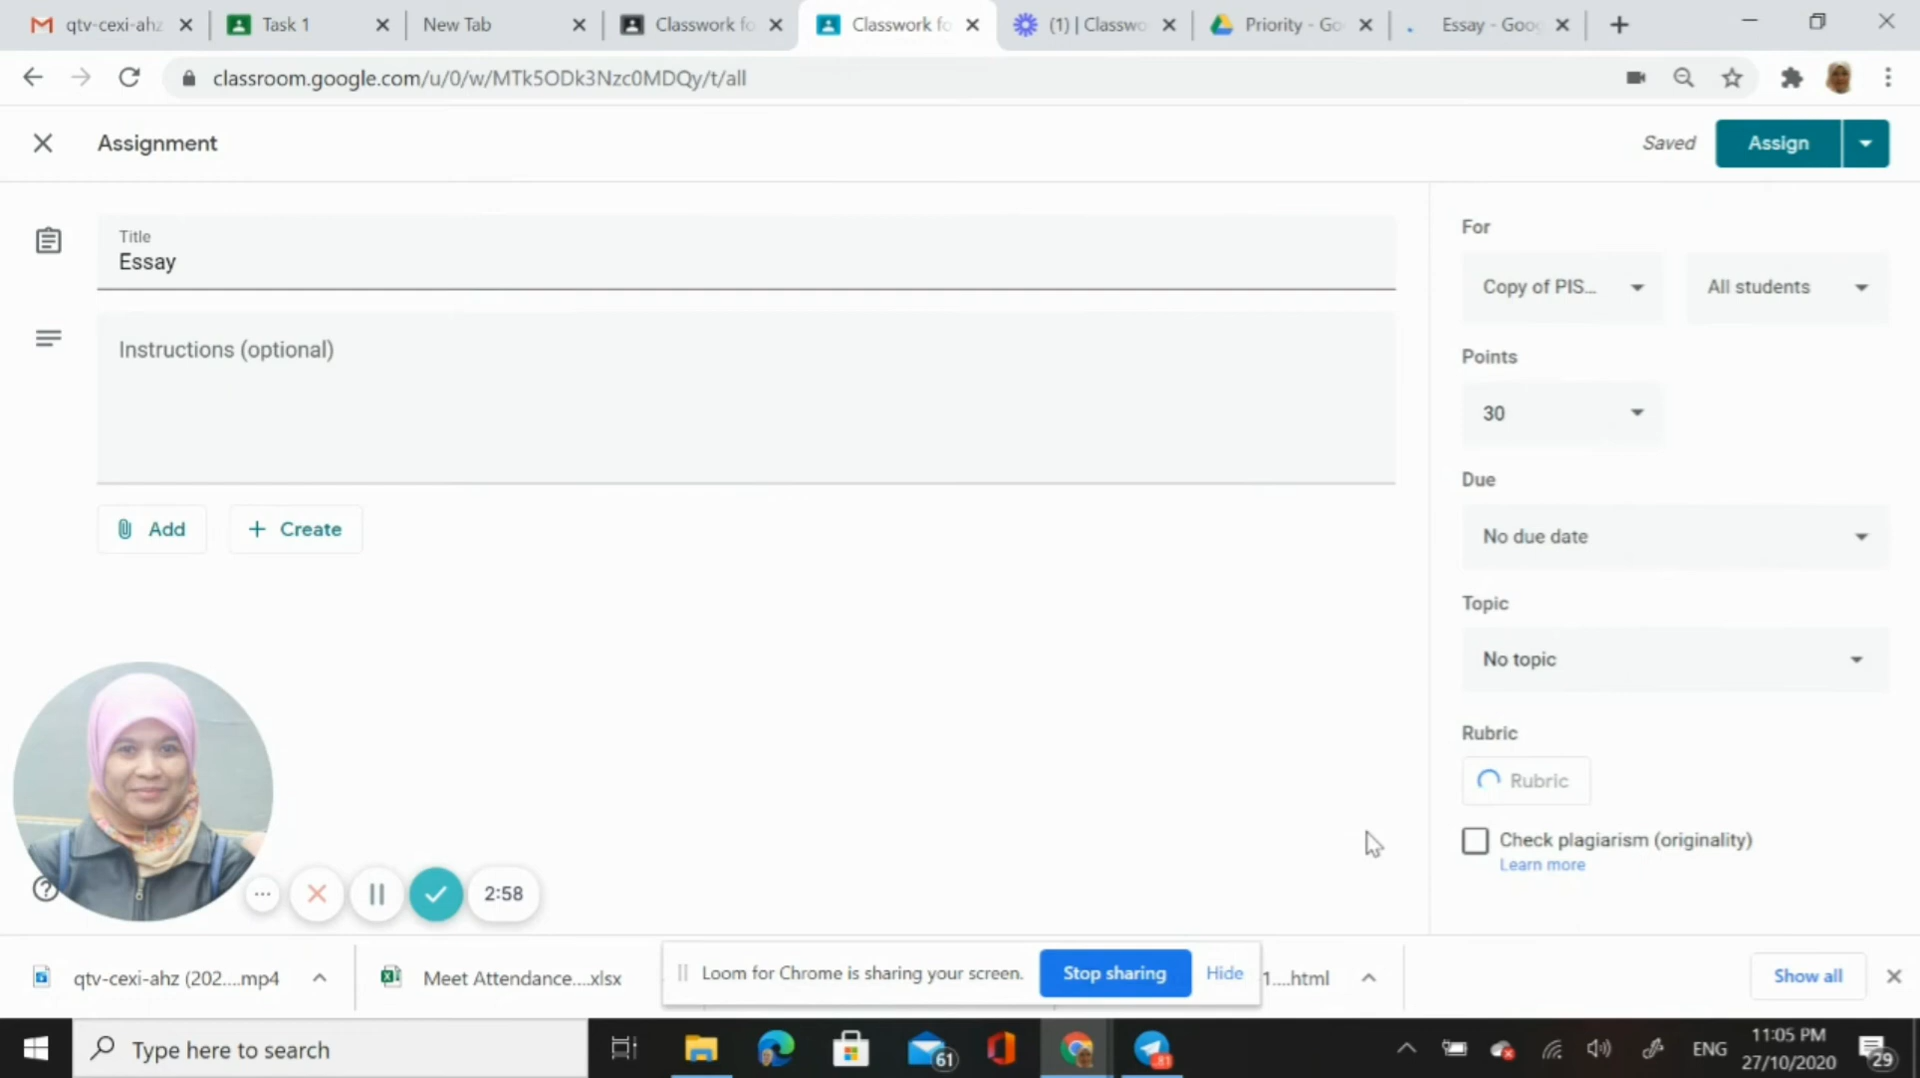 qtv-cexi-ahz
Task 1
New Tab
Classwork fo
Classwork fo
(1) | Classwo
Priority - Go
Essay - Goog
classroom.google.com/u/0/w/MTk5ODk3Nzc0MDQy/t/all
Assignment
Saved
Assign
Title
Essay
Instructions (optional)
Add
Create
For
Copy of PIS...
All students
Points
30
Due
No due date
Topic
No topic
Rubric
Rubric
Check plagiarism (originality)
Learn more
2:58
qtv-cexi-ahz (202....mp4
Meet Attendance....xlsx
Loom for Chrome is sharing your screen.
Stop sharing
Hide
1....html
Show all
Type here to search
61
81
ENG
11:05 PM
27/10/2020
29